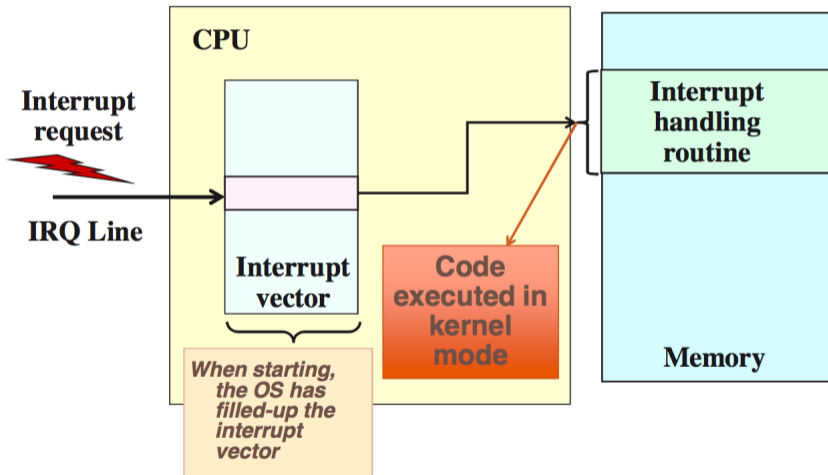 CPU
Interrupt
request
IRQ Line
Interrupt
vector
When starting,
the OS has
filled-up the
interrupt
vector
Code
executed in
kernel
mode
Interrupt
handling
routine
Memory